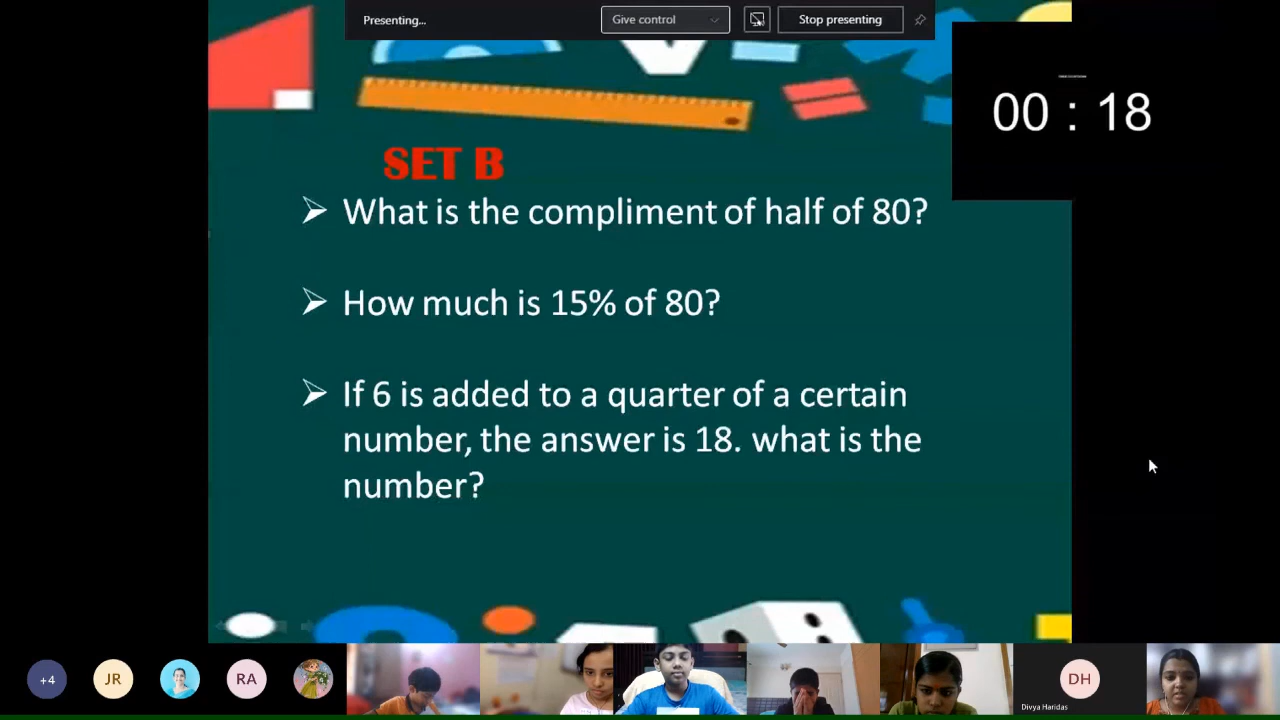 Presenting...
Give control
Stop presenting
00 : 18
SET B
What is the compliment of half of 80?
How much is 15% of 80?
If 6 is added to a quarter of a certain
number, the answer is 18. what is the
number?
+4
JR
RA
DH
Divya Haridas